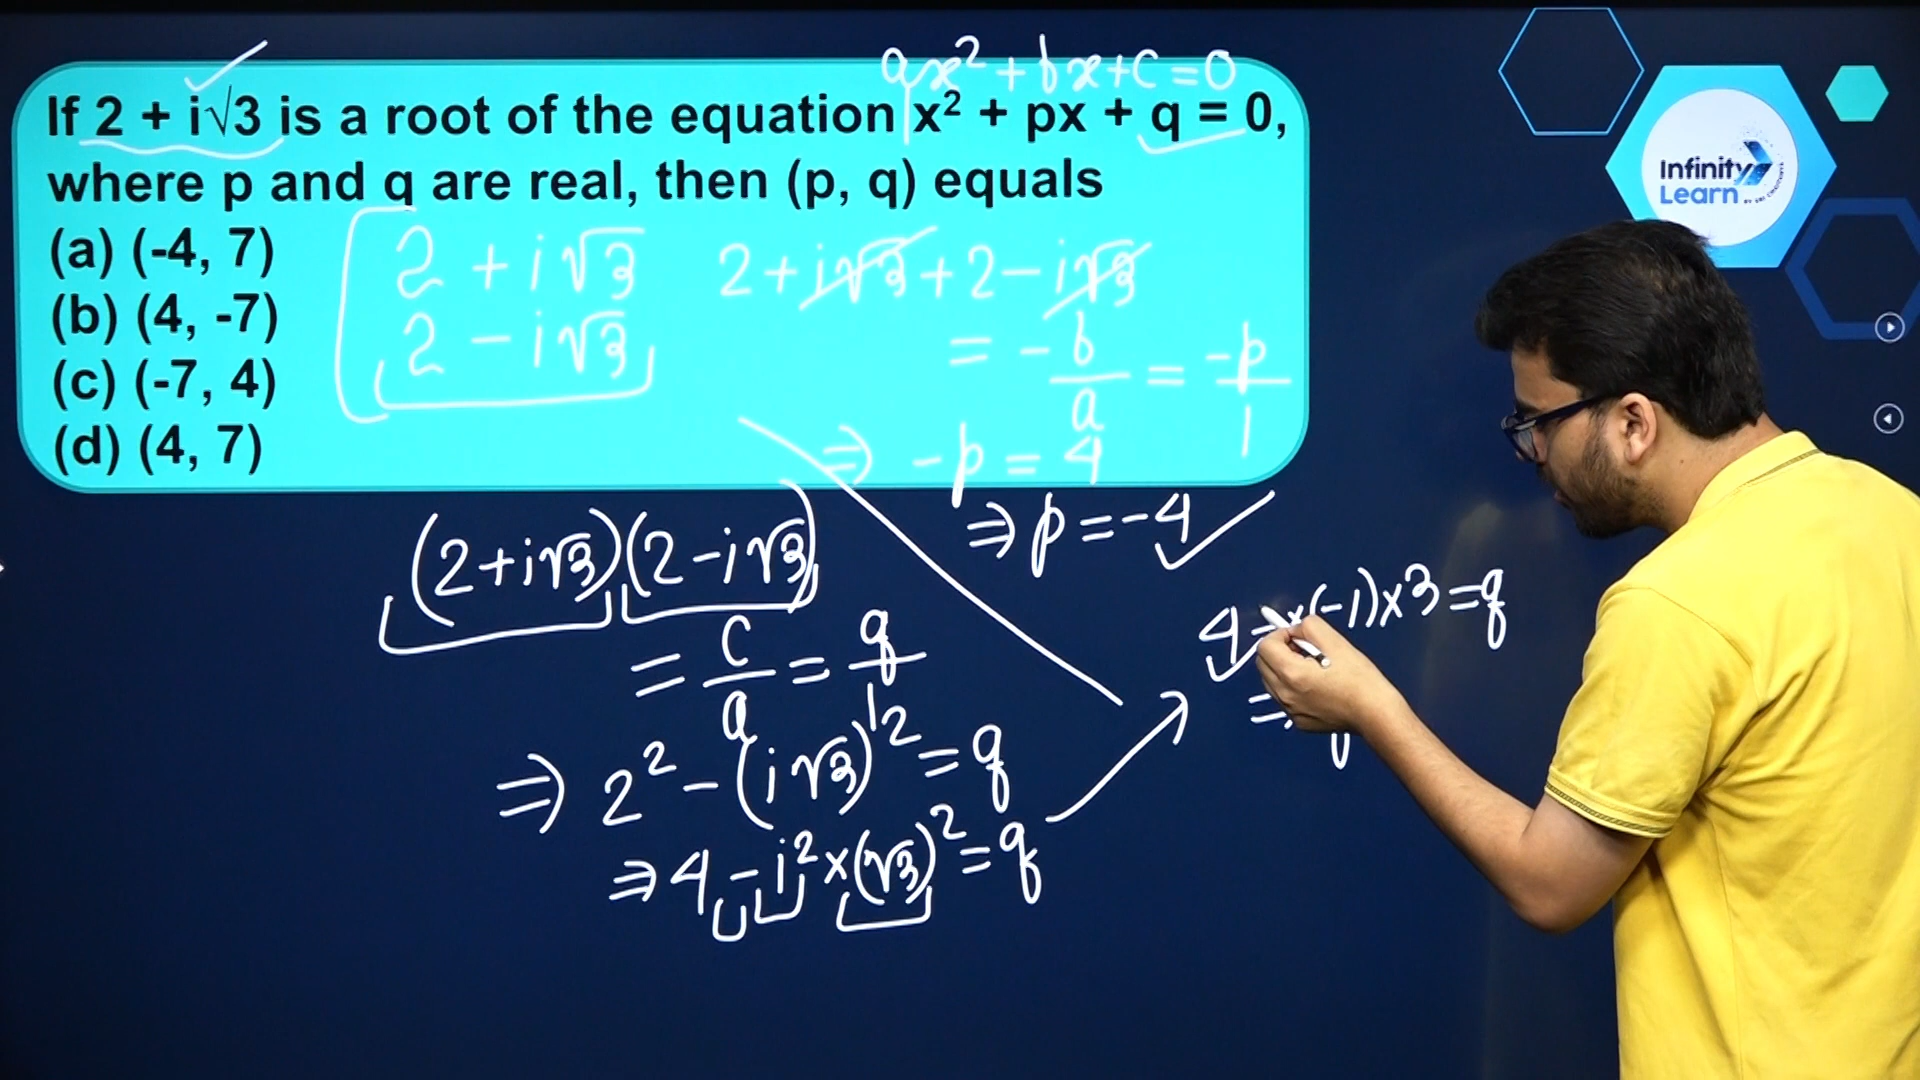 ax² + bx + c = 0
If 2 + i√3 is a root of the equation x² + px + q = 0,
where p and q are real, then (p, q) equals
(a) (-4, 7)
(b) (4, -7)
(c) (-7, 4)
(d) (4, 7)
2 + i√3
2 - i√3
2 + i√3 + 2 - i√3
= - b/a = -p/1
⇒ -p = 4
⇒ p = -4
(2+i√3)(2-i√3)
= c/a = q/1
⇒ 2² - (i√3)² = q
⇒ 4 - i² × (√3)² = q
4 - × (-1) × 3 = q
Infinity
Learn